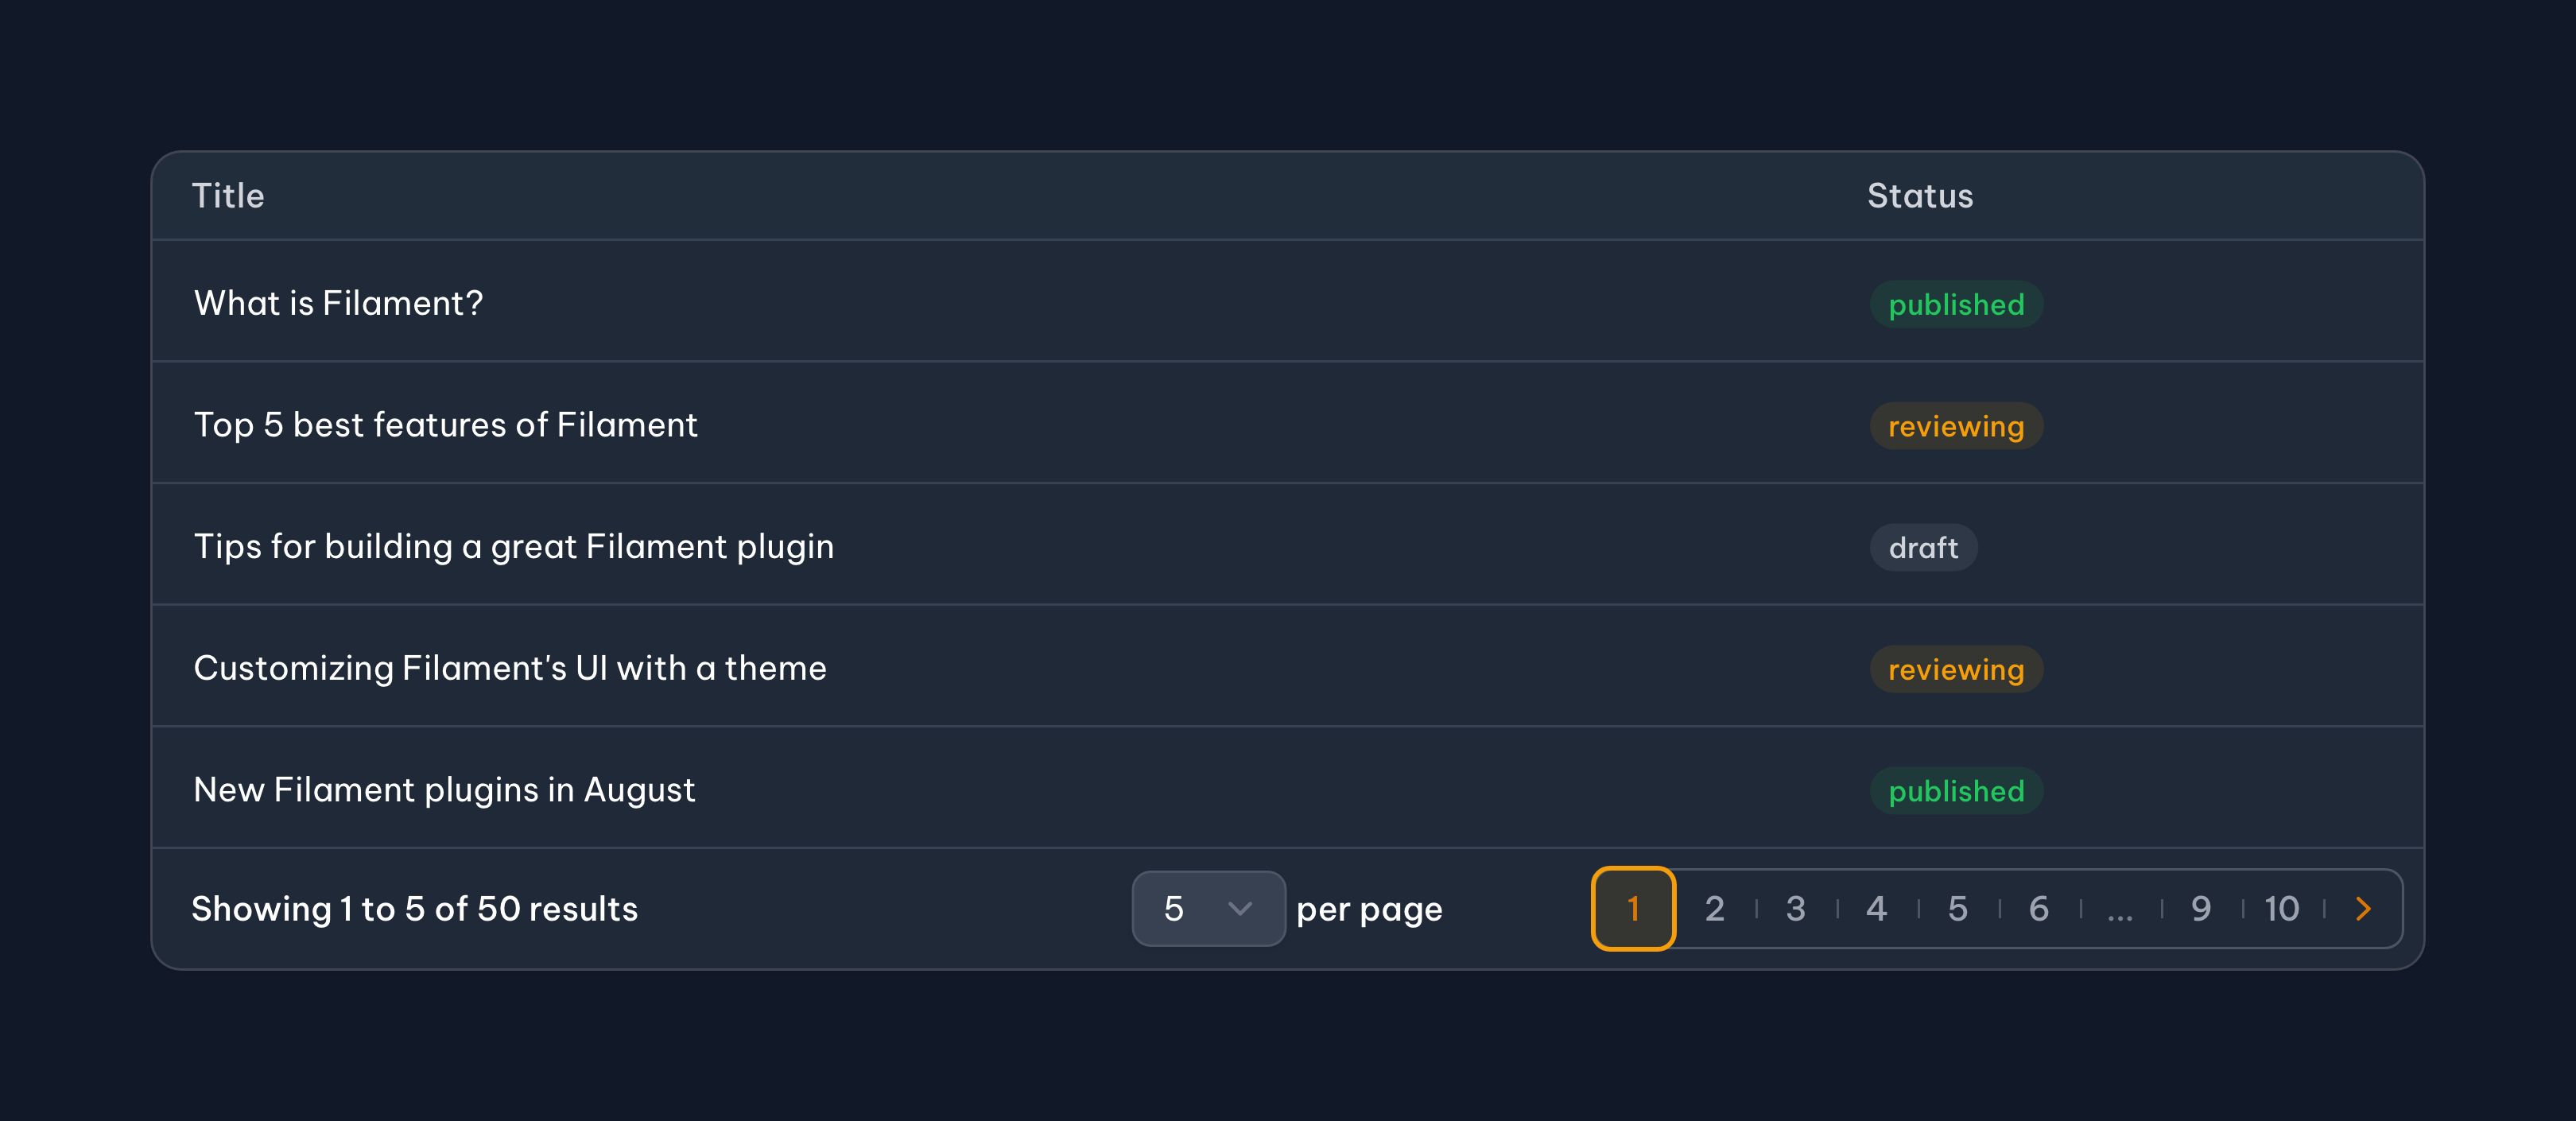 Title Status
What is Filament? published
Top 5 best features of Filament reviewing
Tips for building a great Filament plugin draft
Customizing Filament's UI with a theme reviewing
New Filament plugins in August published
Showing 1 to 5 of 50 results 5 per page 1 2 3 4 5 6 ... 9 10